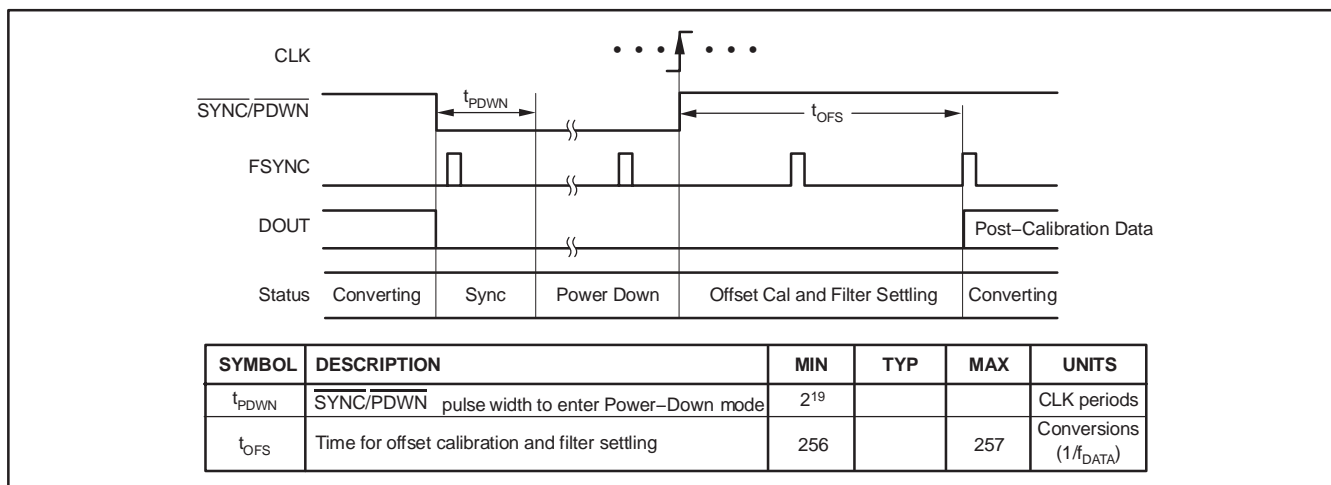 CLK
SYNC/PDWN
t_PDWN
t_OFS
FSYNC
DOUT
Post−Calibration Data
Status Converting Sync Power Down Offset Cal and Filter Settling Converting
SYMBOL DESCRIPTION MIN TYP MAX UNITS
t_PDWN SYNC/PDWN pulse width to enter Power−Down mode 2^19 CLK periods
t_OFS Time for offset calibration and filter settling 256 257 Conversions
(1/f_DATA)